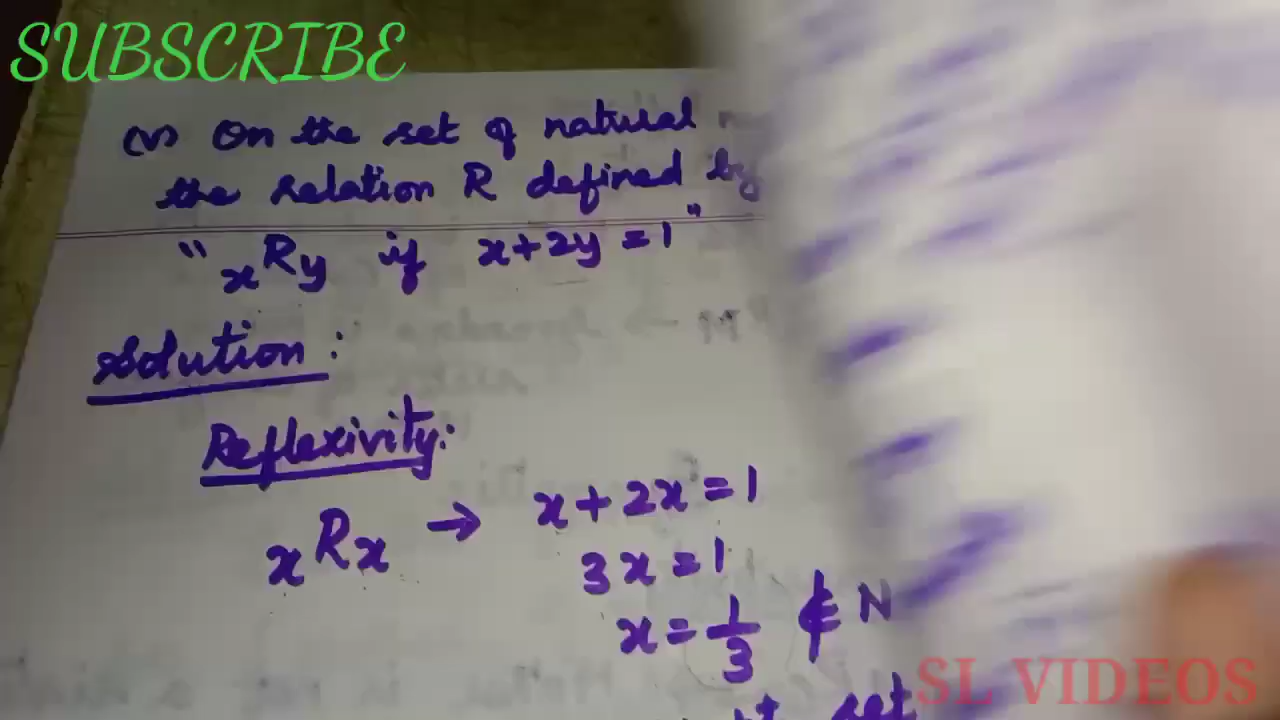 SUBSCRIBE
(v) On the set of natural
the relation R defined by
" xRy if x+2y=1"
Solution:
Reflexivity:
xRx → x+2x=1
3x=1
x=1/3 ∉ N
set
SL VIDEOS